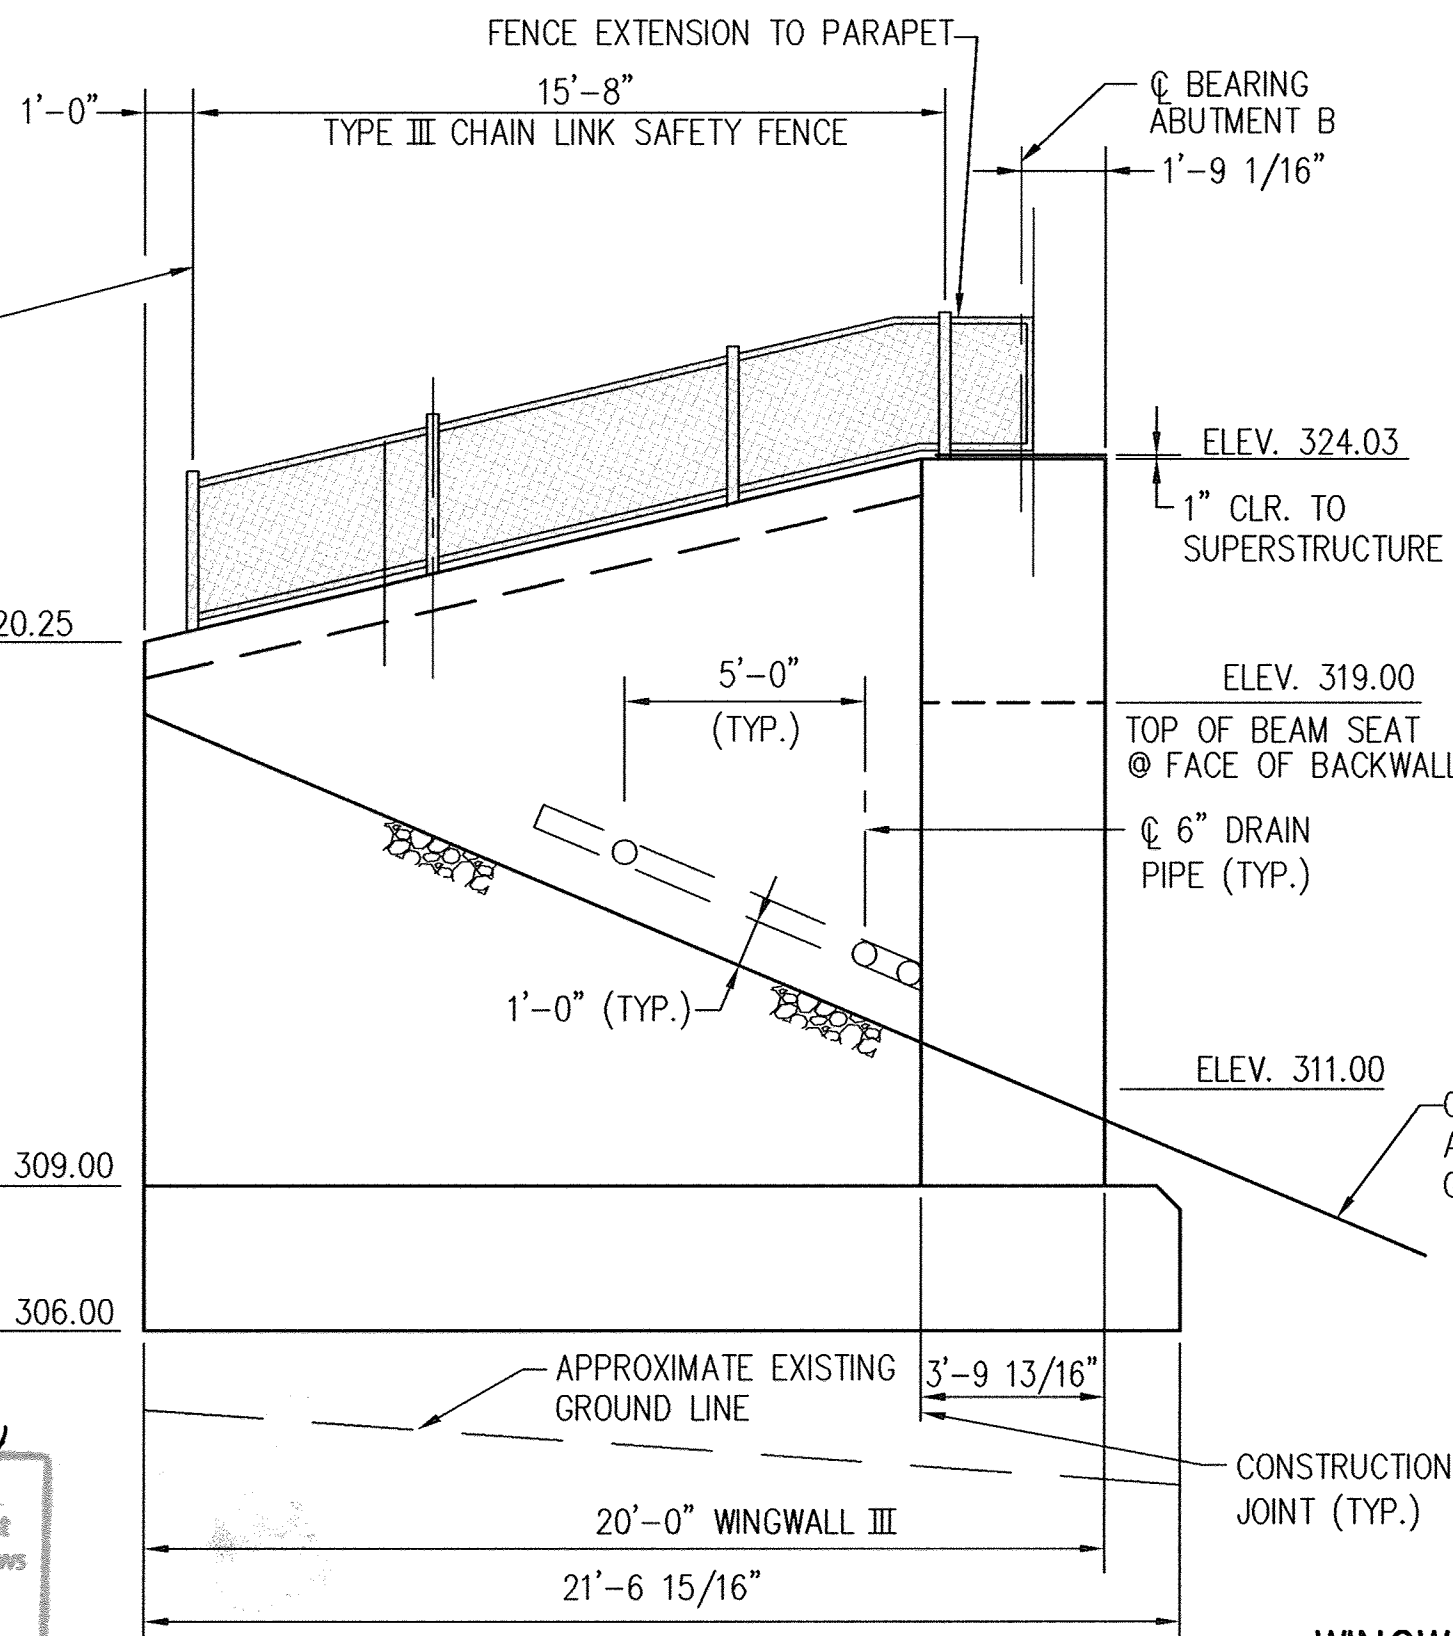 FENCE EXTENSION TO PARAPET
1'-0"
15'-8"
TYPE III CHAIN LINK SAFETY FENCE
℄ BEARING
ABUTMENT B
1'-9 1/16"
ELEV. 324.03
1" CLR. TO
SUPERSTRUCTURE
20.25
5'-0"
(TYP.)
ELEV. 319.00
TOP OF BEAM SEAT
@ FACE OF BACKWALL
℄ 6" DRAIN
PIPE (TYP.)
1'-0" (TYP.)
ELEV. 311.00
309.00
306.00
APPROXIMATE EXISTING
GROUND LINE
3'-9 13/16"
CONSTRUCTION
JOINT (TYP.)
20'-0" WINGWALL III
21'-6 15/16"